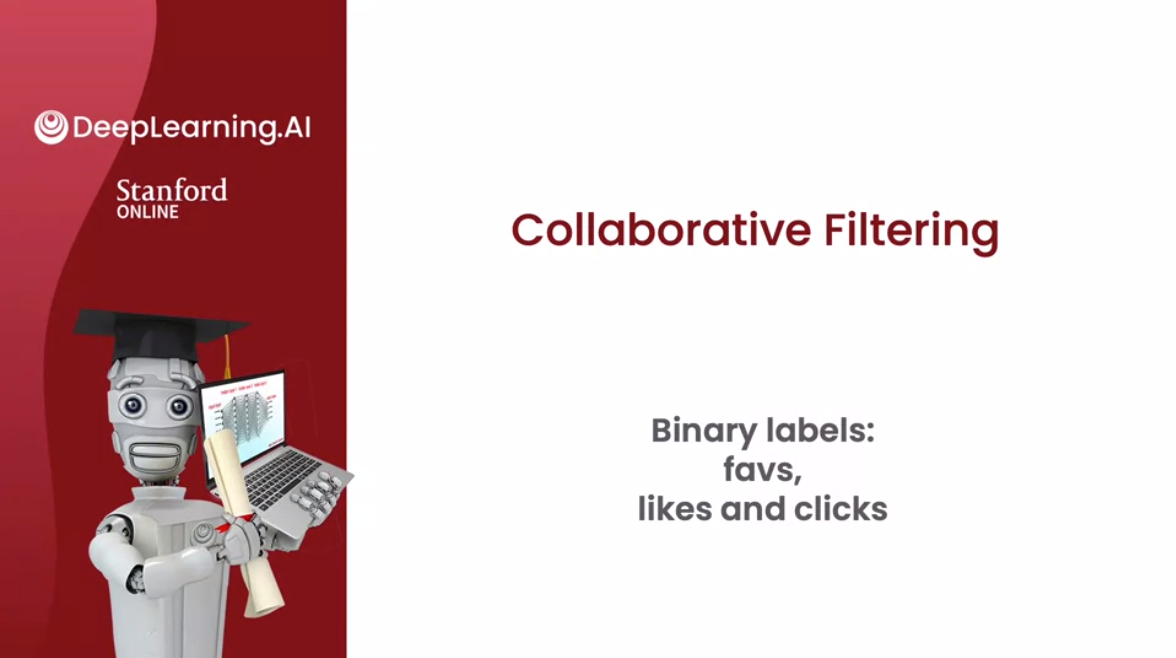 DeepLearning.AI
Stanford
ONLINE
Collaborative Filtering
Binary labels:
favs,
likes and clicks